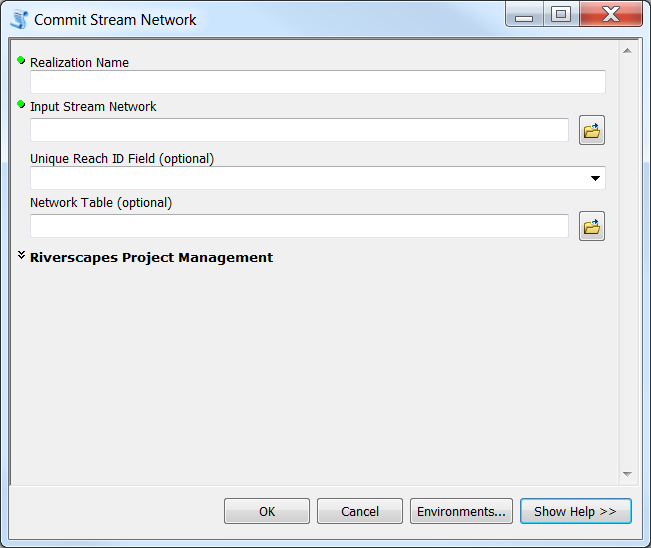 Commit Stream Network
Realization Name
Input Stream Network
Unique Reach ID Field (optional)
Network Table (optional)
Riverscapes Project Management
OK Cancel Environments... Show Help >>